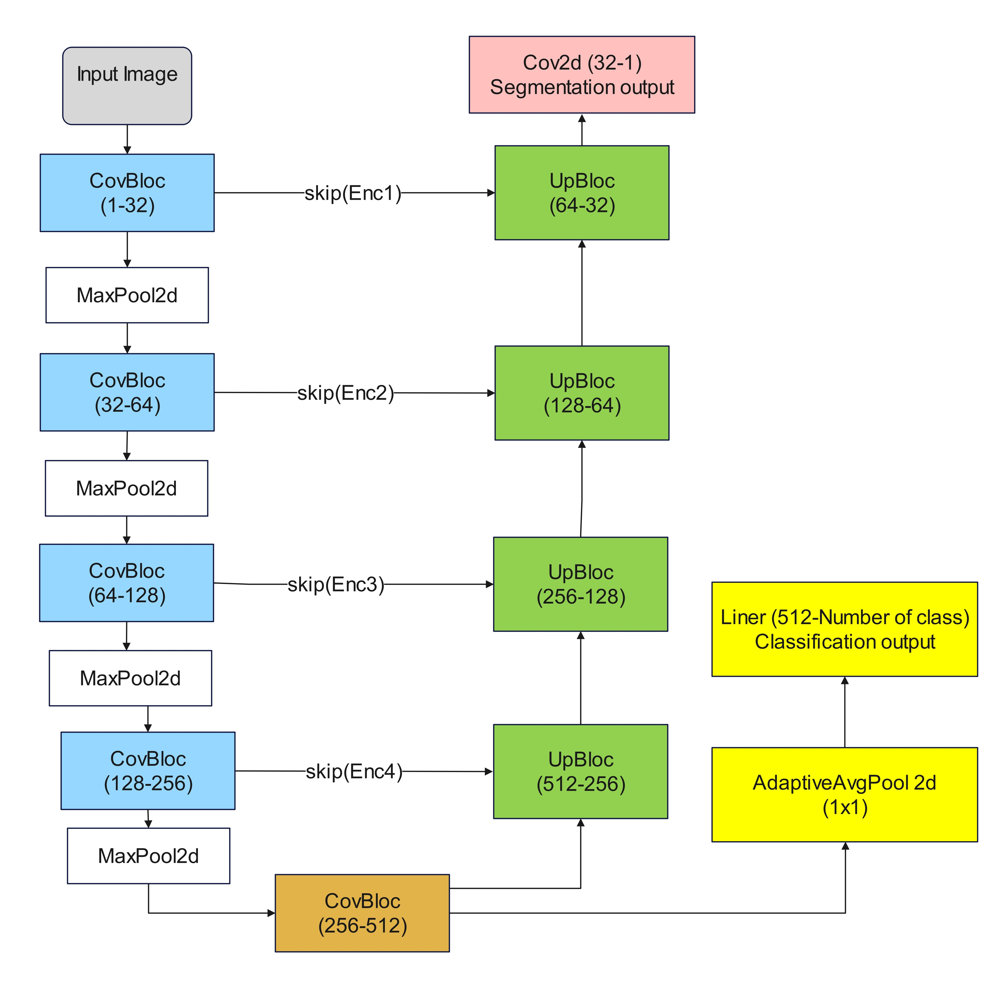 Input Image
Cov2d (32-1)
Segmentation output
CovBloc
(1-32)
skip(Enc1)
UpBloc
(64-32)
MaxPool2d
CovBloc
(32-64)
skip(Enc2)
UpBloc
(128-64)
MaxPool2d
CovBloc
(64-128)
skip(Enc3)
UpBloc
(256-128)
Liner (512-Number of class)
Classification output
MaxPool2d
CovBloc
(128-256)
skip(Enc4)
UpBloc
(512-256)
AdaptiveAvgPool 2d
(1x1)
MaxPool2d
CovBloc
(256-512)